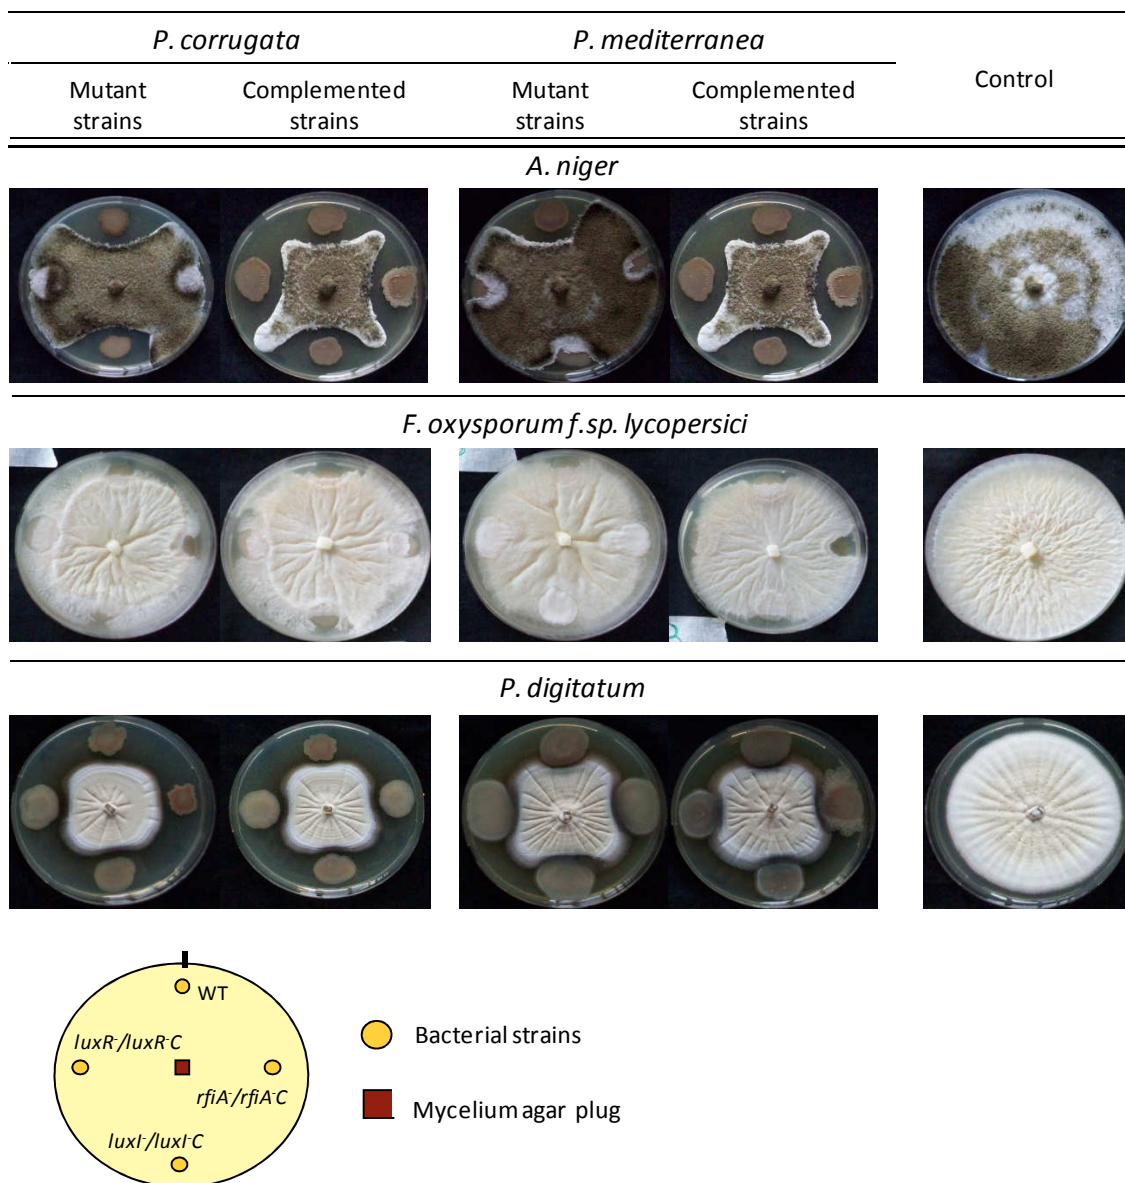 P. corrugata
P. mediterranea
Control
Mutant
strains
Complemented
strains
Mutant
strains
Complemented
strains
A. niger
F. oxysporum f.sp. lycopersici
P. digitatum
WT
luxR⁻/luxR⁻C
rfiA⁻/rfiA⁻C
luxI⁻/luxI⁻C
Bacterial strains
Mycelium agar plug